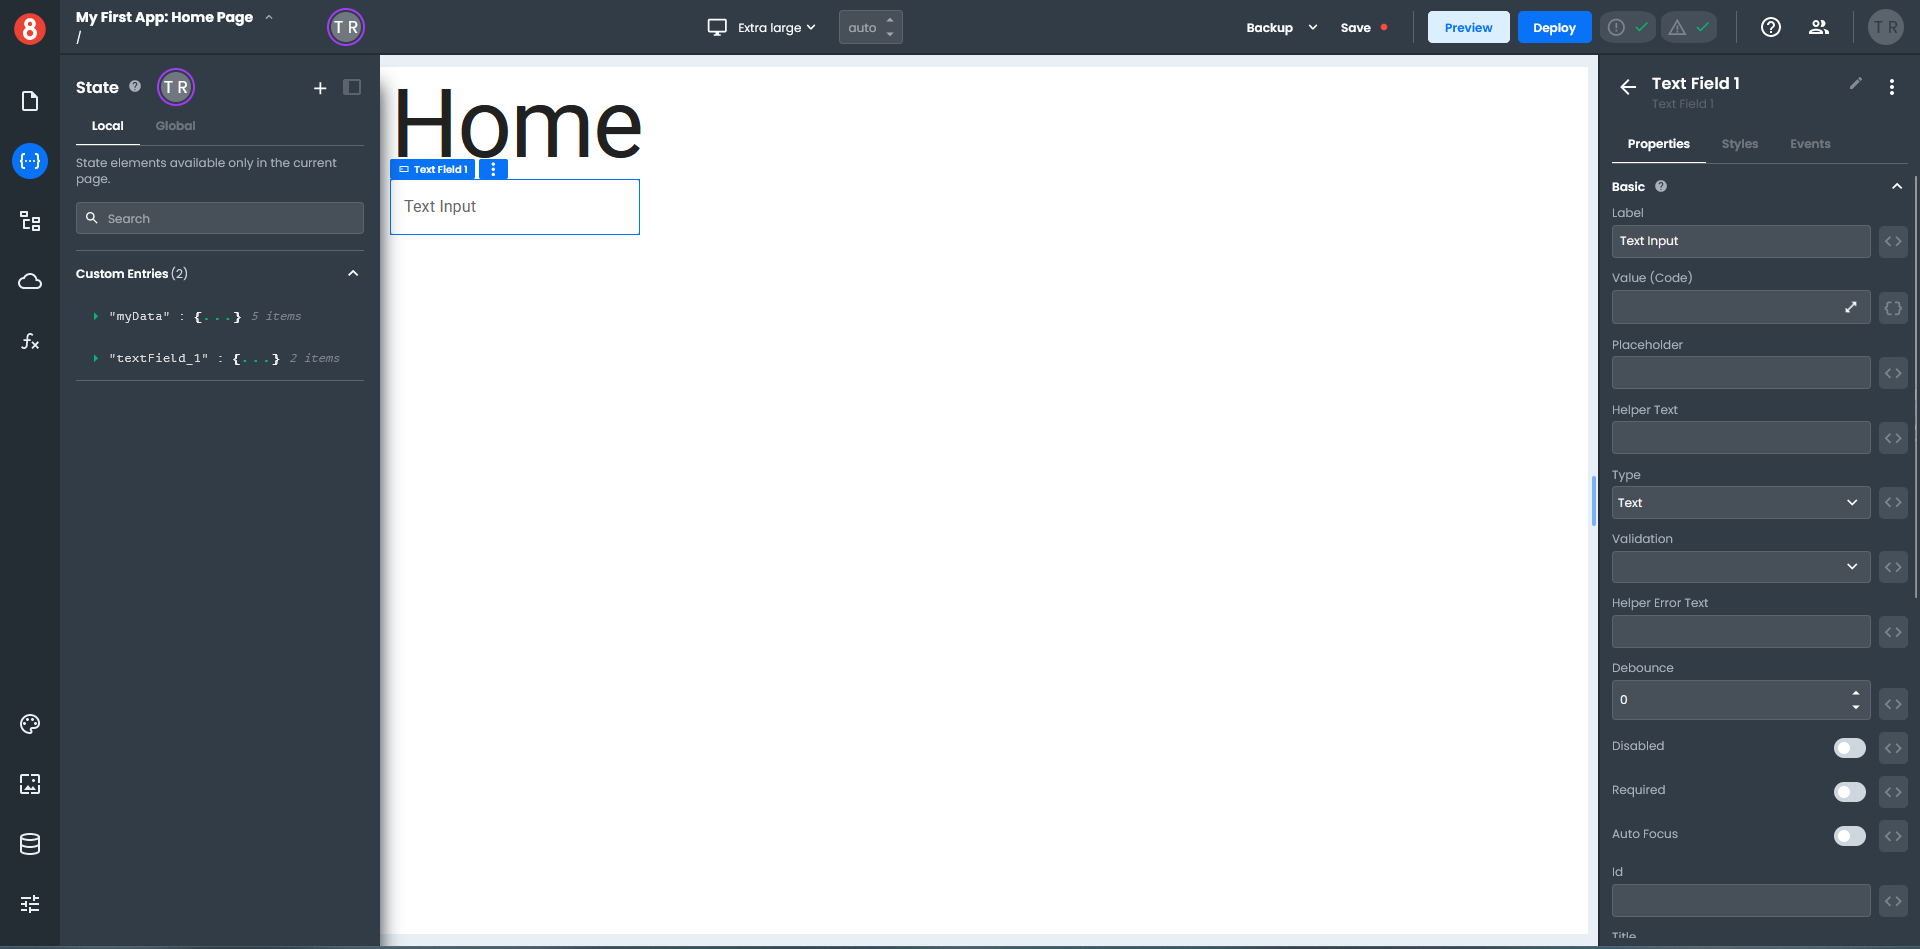 8
My First App: Home Page
/
T R
Extra large
auto
Backup
Save
Preview
Deploy
T R
State
T R
Local
Global
State elements available only in the current
page.
Search
Custom Entries (2)
"myData" : {...} 5 items
"textField_1" : {...} 2 items
Home
Text Field 1
Text Input
Text Field 1
Text Field 1
Properties
Styles
Events
Basic
Label
Text Input
Value (Code)
Placeholder
Helper Text
Type
Text
Validation
Helper Error Text
Debounce
0
Disabled
Required
Auto Focus
Id
Title